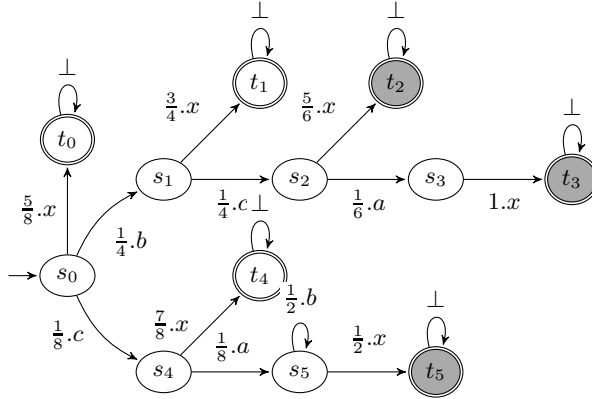 ⊥ ⊥
t₁ t₂
⊥
3/4.x 5/6.x
t₀ ⊥
s₁ s₂ s₃ t₃
5/8.x 1/4.c 1/6.a 1.x
1/4.b ⊥
s₀ t₄
1/2.b ⊥
1/8.c 7/8.x 1/8.a 1/2.x
s₄ s₅ t₅